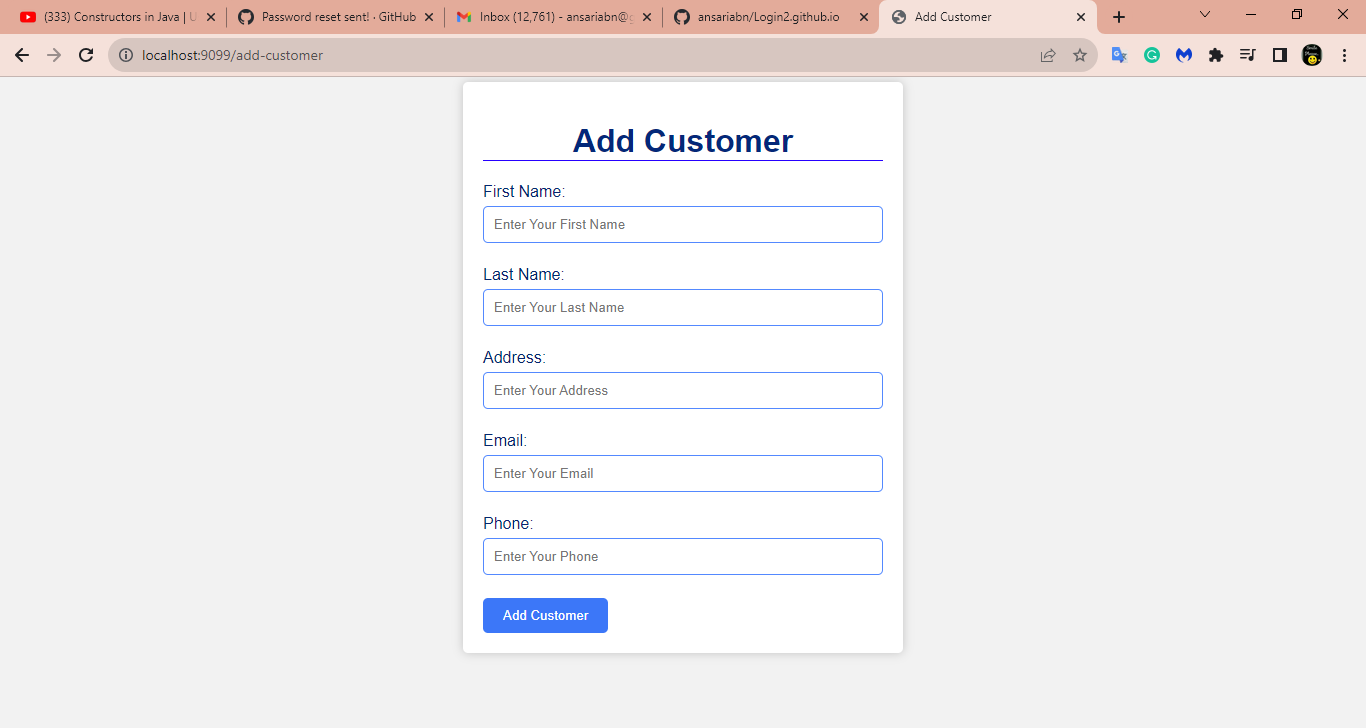 (333) Constructors in Java |
Password reset sent! · GitHub
Inbox (12,761) - ansariabn@
ansariabn/Login2.github.io
Add Customer
localhost:9099/add-customer
Add Customer
First Name:
Enter Your First Name
Last Name:
Enter Your Last Name
Address:
Enter Your Address
Email:
Enter Your Email
Phone:
Enter Your Phone
Add Customer